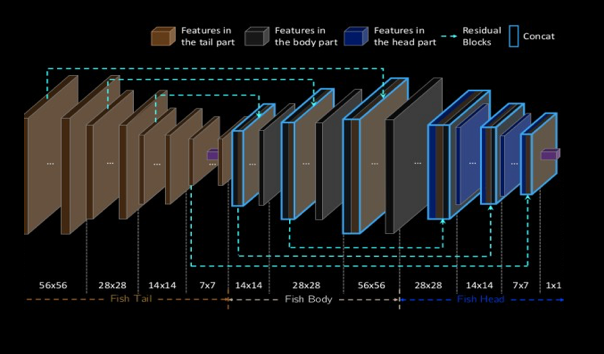 Features in
the tail part
Features in
the body part
Features in
the head part
Residual
Blocks
Concat
... ... ... ... ... ... ... ... ...
56x56 28x28 14x14 7x7 14x14 28x28 56x56 28x28 14x14 7x7 1x1
Fish Tail Fish Body Fish Head